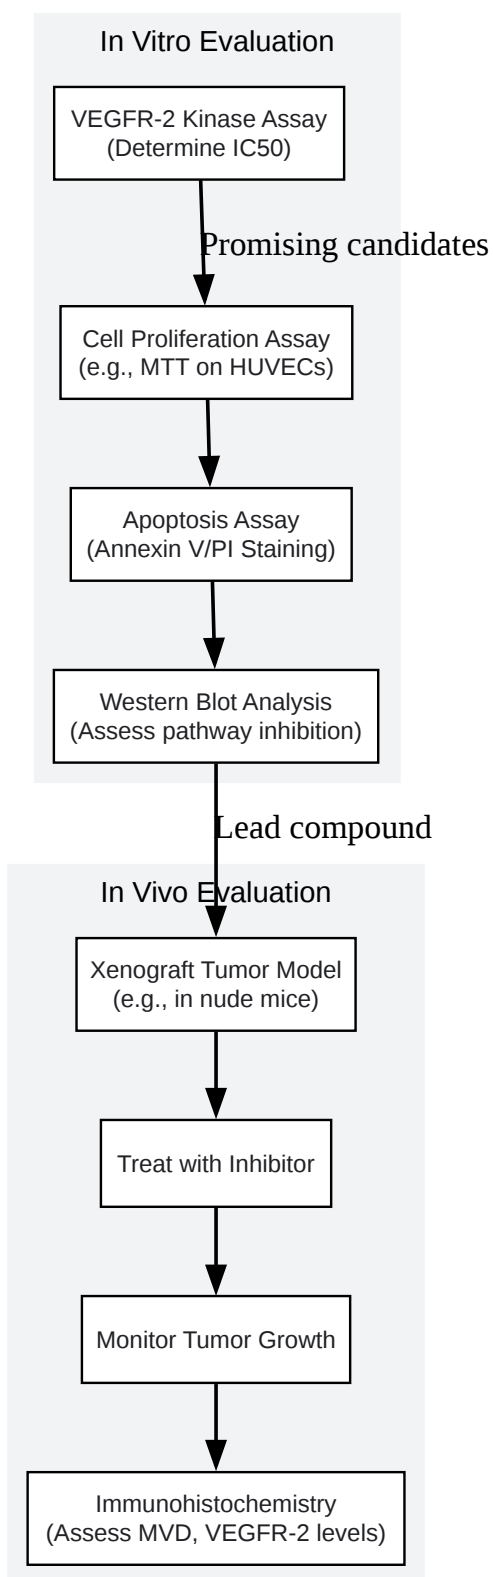 In Vitro Evaluation
VEGFR-2 Kinase Assay
(Determine IC50)
Promising candidates
Cell Proliferation Assay
(e.g., MTT on HUVECs)
Apoptosis Assay
(Annexin V/PI Staining)
Western Blot Analysis
(Assess pathway inhibition)
Lead compound
In Vivo Evaluation
Xenograft Tumor Model
(e.g., in nude mice)
Treat with Inhibitor
Monitor Tumor Growth
Immunohistochemistry
(Assess MVD, VEGFR-2 levels)